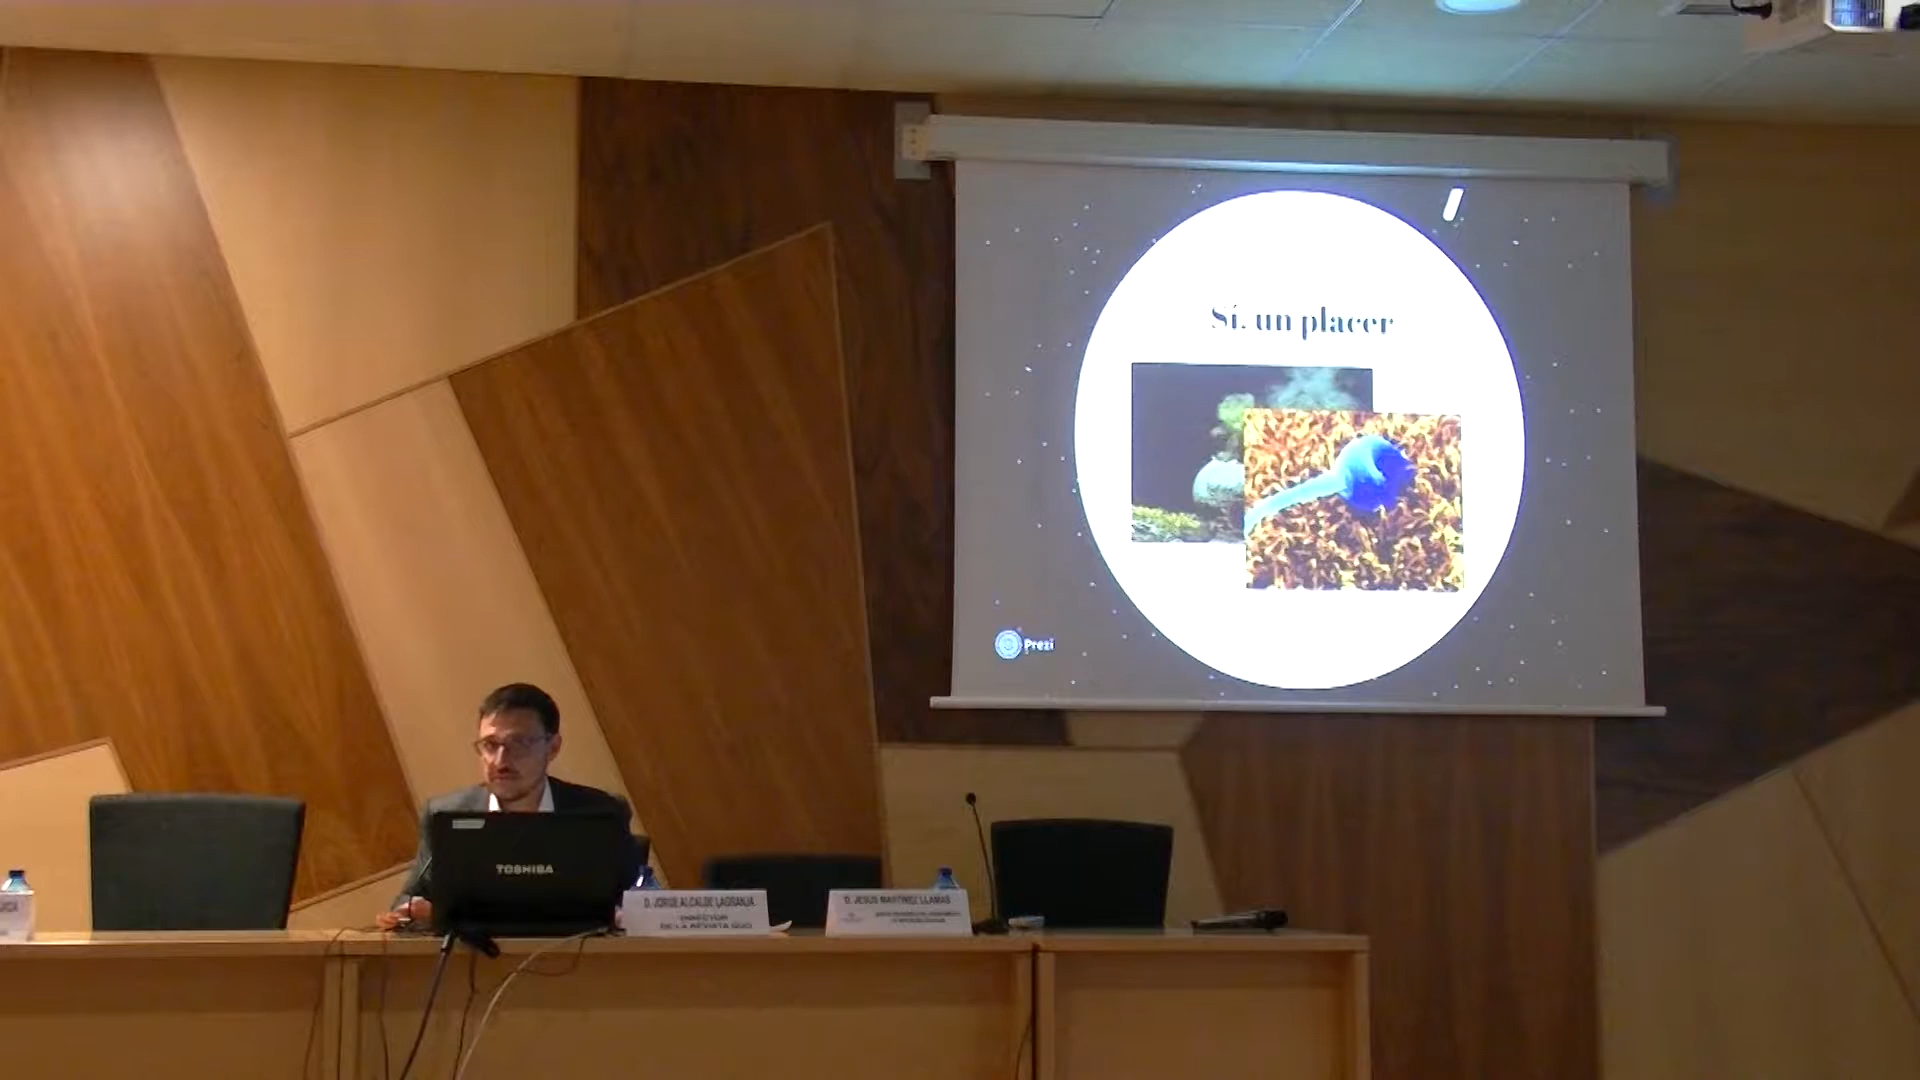 Sí, un placer
Prezi
TOSHIBA
D. JORGE ALCALDE LAGRANJA
DIRECTOR
DE LA REVISTA QUO
D. JESUS MARTINEZ LLAMAS